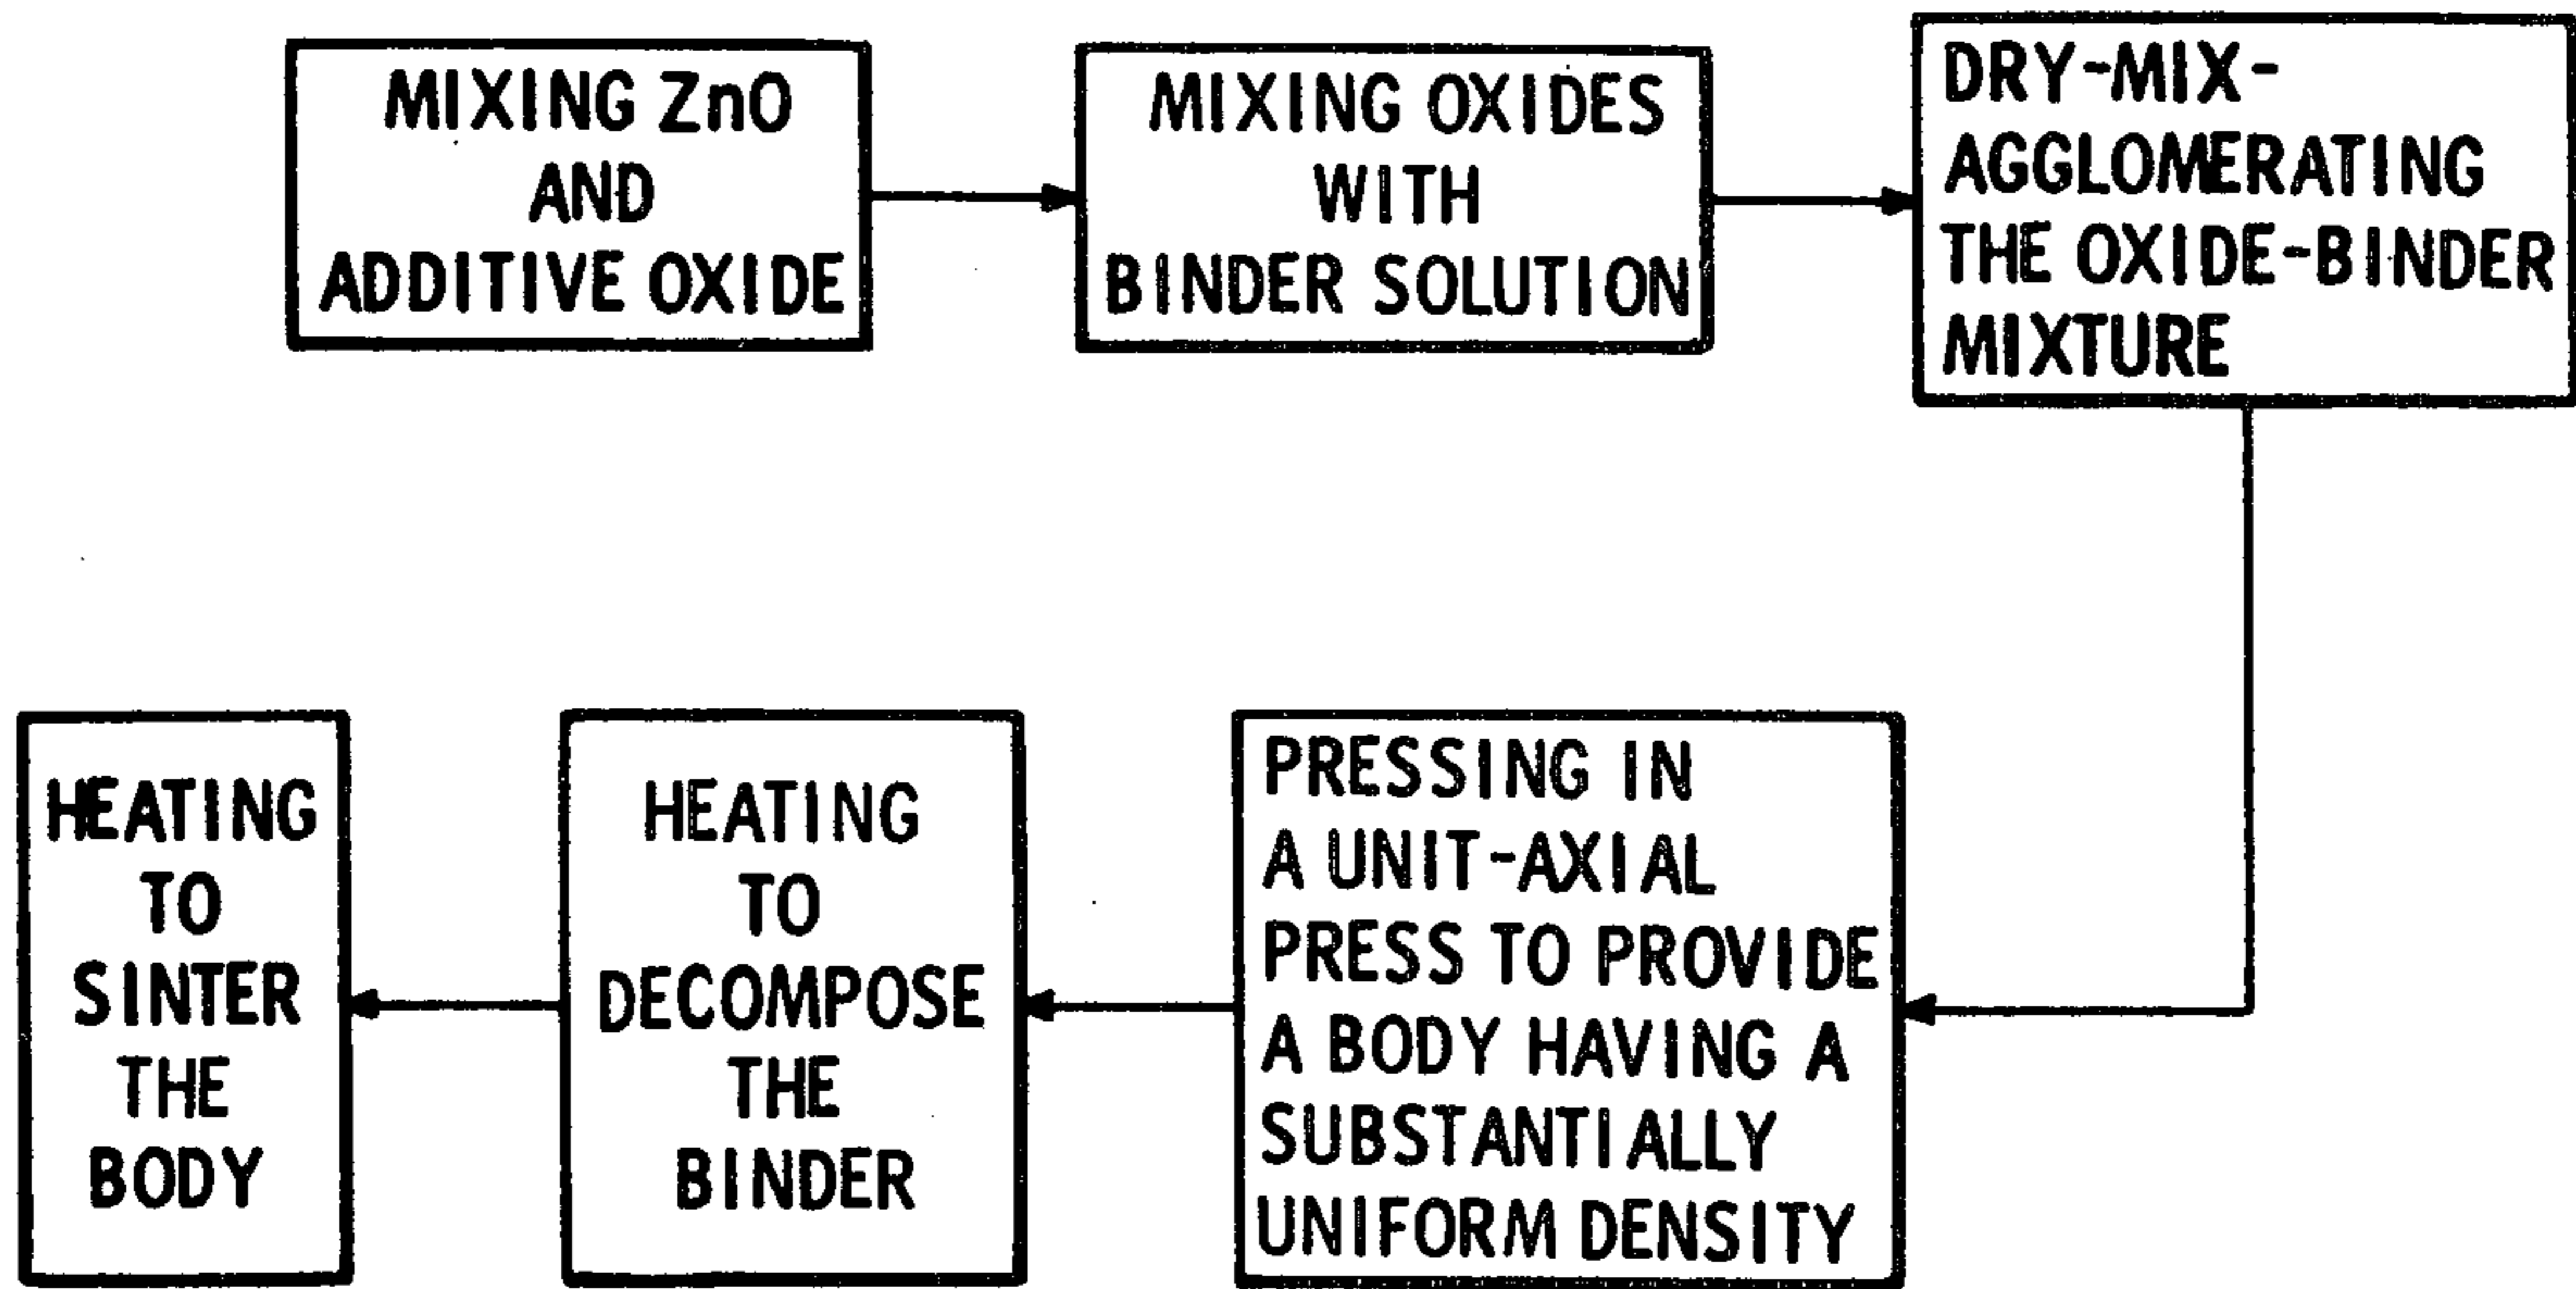 MIXING ZnO
AND
ADDITIVE OXIDE
MIXING OXIDES
WITH
BINDER SOLUTION
DRY-MIX-
AGGLOMERATING
THE OXIDE-BINDER
MIXTURE
PRESSING IN
A UNIT-AXIAL
PRESS TO PROVIDE
A BODY HAVING A
SUBSTANTIALLY
UNIFORM DENSITY
HEATING
TO
DECOMPOSE
THE
BINDER
HEATING
TO
SINTER
THE
BODY